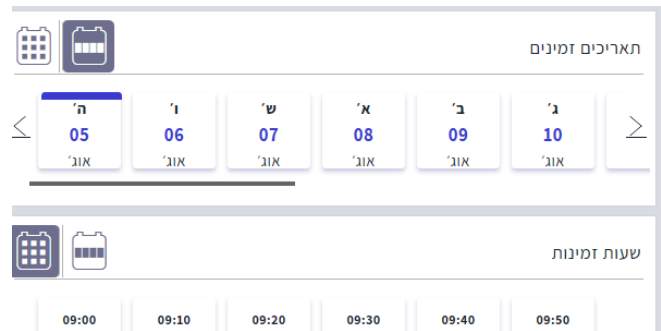 תאריכים זמינים
ה׳ ו׳ ש׳ א׳ ב׳ ג׳
05 06 07 08 09 10
אוג׳ אוג׳ אוג׳ אוג׳ אוג׳ אוג׳
שעות זמינות
09:00 09:10 09:20 09:30 09:40 09:50